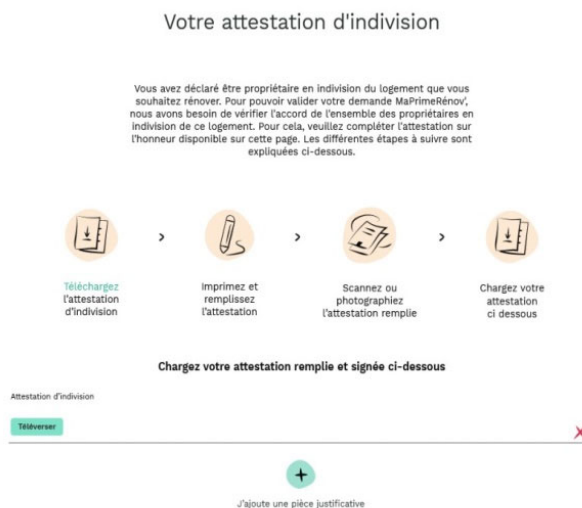 Votre attestation d'indivision
Vous avez déclaré être propriétaire en indivision du logement que vous
souhaitez rénover. Pour pouvoir valider votre demande MaPrimeRénov',
nous avons besoin de vérifier l'accord de l'ensemble des propriétaires en
indivision de ce logement. Pour cela, veuillez compléter l'attestation sur
l'honneur disponible sur cette page. Les différentes étapes à suivre sont
expliquées ci-dessous.
Téléchargez
l'attestation
d'indivision
Imprimez et
remplissez
l'attestation
Scannez ou
photographiez
l'attestation remplie
Chargez votre
attestation
ci dessous
Chargez votre attestation remplie et signée ci-dessous
Attestation d'indivision
Téléverser
J'ajoute une pièce justificative